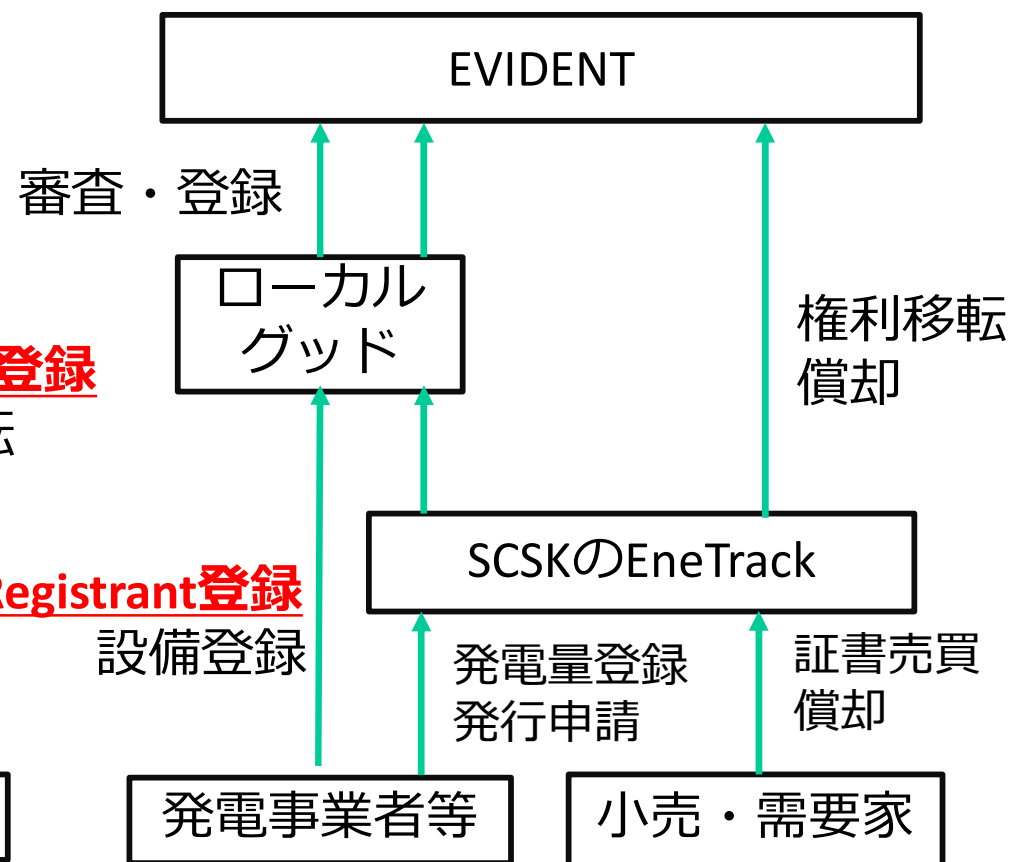 EVIDENT
審査・登録
ローカル
グッド
権利移転
償却
登録
SCSKのEneTrack
Registrant登録
設備登録
発電量登録
発行申請
証書売買
償却
発電事業者等
小売・需要家